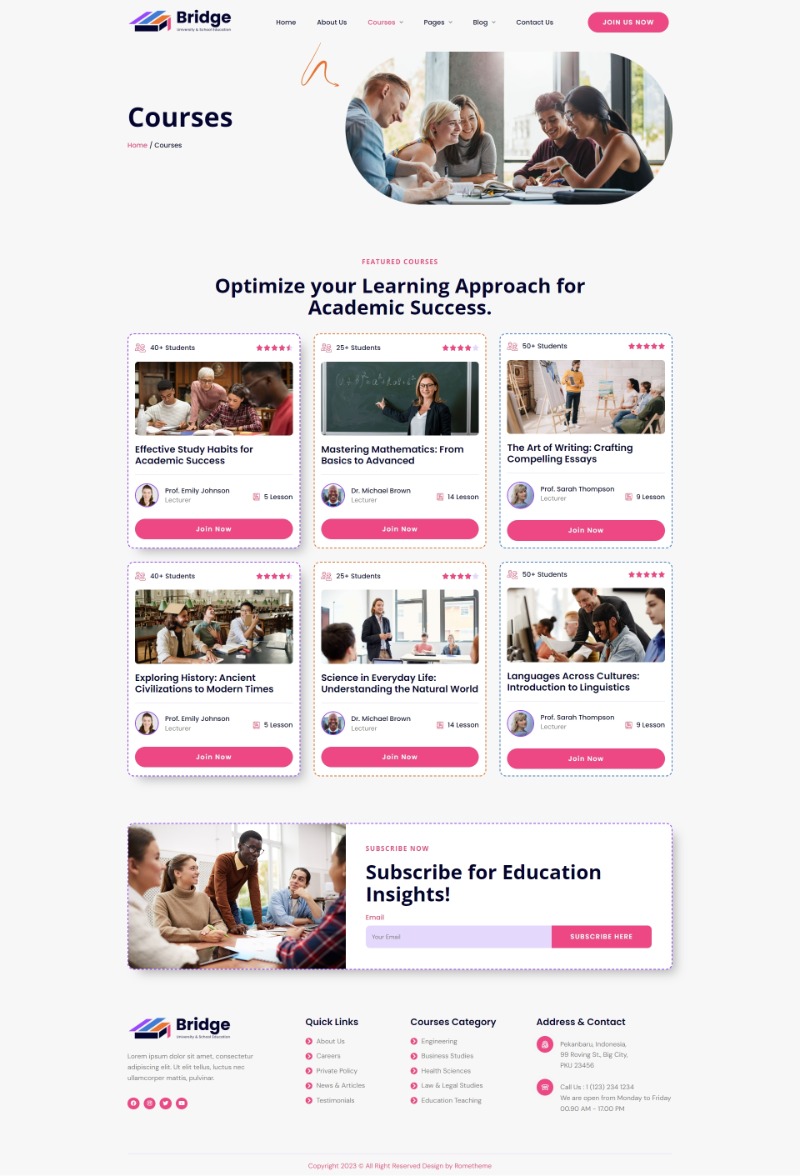 Bridge
University & School Education
Home
About Us
Courses
Pages
Blog
Contact Us
JOIN US NOW
Courses
Home / Courses
FEATURED COURSES
Optimize your Learning Approach for
Academic Success.
40+ Students
Effective Study Habits for
Academic Success
Prof. Emily Johnson
Lecturer
5 Lesson
Join Now
25+ Students
Mastering Mathematics: From
Basics to Advanced
Dr. Michael Brown
Lecturer
14 Lesson
Join Now
50+ Students
The Art of Writing: Crafting
Compelling Essays
Prof. Sarah Thompson
Lecturer
9 Lesson
Join Now
40+ Students
Exploring History: Ancient
Civilizations to Modern Times
Prof. Emily Johnson
Lecturer
5 Lesson
Join Now
25+ Students
Science in Everyday Life:
Understanding the Natural World
Dr. Michael Brown
Lecturer
14 Lesson
Join Now
50+ Students
Languages Across Cultures:
Introduction to Linguistics
Prof. Sarah Thompson
Lecturer
9 Lesson
Join Now
SUBSCRIBE NOW
Subscribe for Education
Insights!
Email
Your Email
SUBSCRIBE HERE
Bridge
University & School Education
Lorem ipsum dolor sit amet, consectetur
adipiscing elit. Ut elit tellus, luctus nec
ullamcorper mattis, pulvinar.
Quick Links
About Us
Careers
Private Policy
News & Articles
Testimonials
Courses Category
Engineering
Business Studies
Health Sciences
Law & Legal Studies
Education Teaching
Address & Contact
Pekanbaru, Indonesia,
99 Roving St., Big City,
PKU 23456
Call Us : 1 (123) 234 1234
We are open from Monday to Friday
00.90 AM - 17.00 PM
Copyright 2023 © All Right Reserved Design by Rometheme